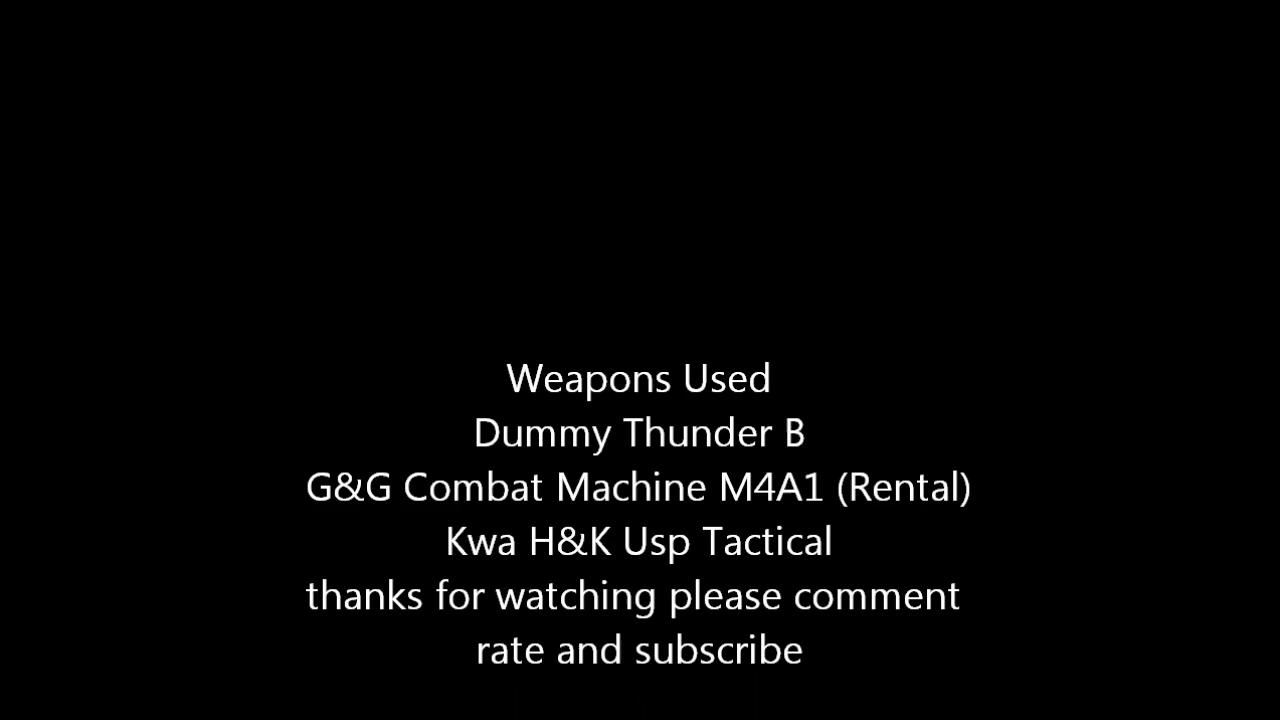 Weapons Used
Dummy Thunder B
G&G Combat Machine M4A1 (Rental)
Kwa H&K Usp Tactical
thanks for watching please comment
rate and subscribe